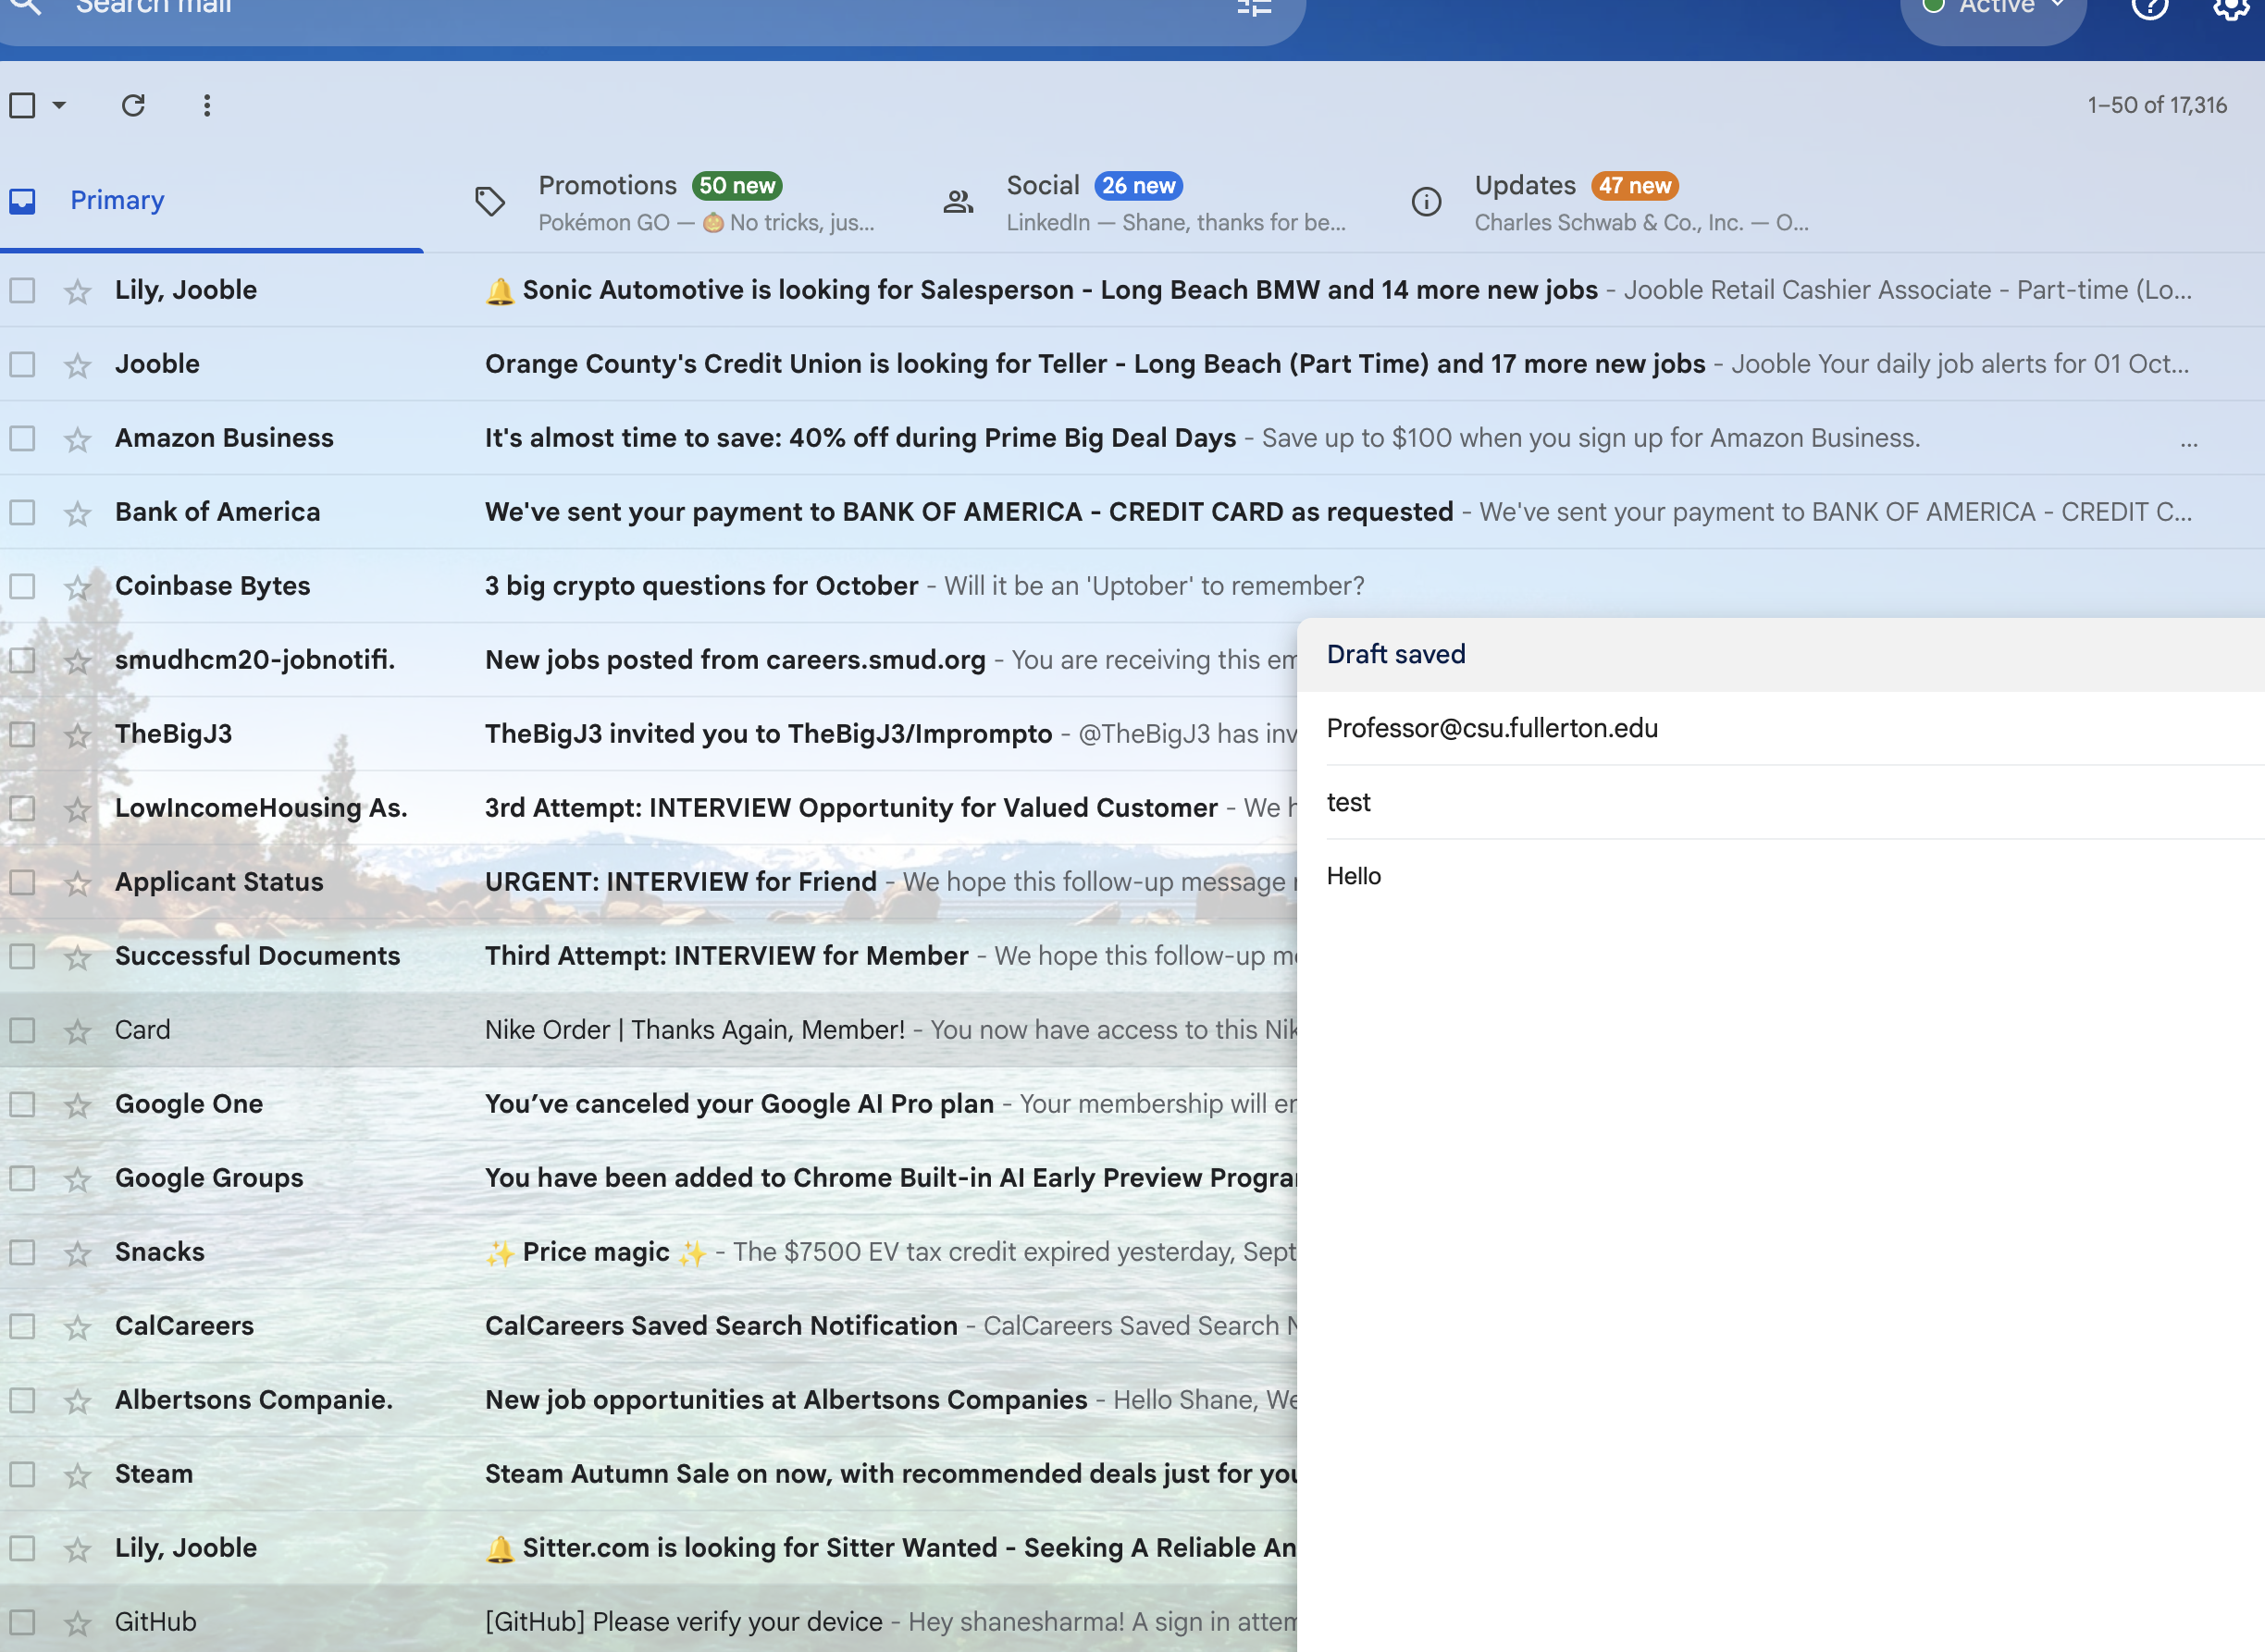 Search mail
Active
1–50 of 17,316
Primary
Promotions 50 new
Pokémon GO — 🎃 No tricks, jus...
Social 26 new
LinkedIn — Shane, thanks for be...
Updates 47 new
Charles Schwab & Co., Inc. — O...
Lily, Jooble 🔔 Sonic Automotive is looking for Salesperson - Long Beach BMW and 14 more new jobs - Jooble Retail Cashier Associate - Part-time (Lo...
Jooble Orange County's Credit Union is looking for Teller - Long Beach (Part Time) and 17 more new jobs - Jooble Your daily job alerts for 01 Oct...
Amazon Business It's almost time to save: 40% off during Prime Big Deal Days - Save up to $100 when you sign up for Amazon Business. ...
Bank of America We've sent your payment to BANK OF AMERICA - CREDIT CARD as requested - We've sent your payment to BANK OF AMERICA - CREDIT C...
Coinbase Bytes 3 big crypto questions for October - Will it be an 'Uptober' to remember?
smudhcm20-jobnotifi. New jobs posted from careers.smud.org - You are receiving this em
TheBigJ3 TheBigJ3 invited you to TheBigJ3/Imprompto - @TheBigJ3 has inv
LowIncomeHousing As. 3rd Attempt: INTERVIEW Opportunity for Valued Customer - We h
Applicant Status URGENT: INTERVIEW for Friend - We hope this follow-up message
Successful Documents Third Attempt: INTERVIEW for Member - We hope this follow-up me
Card Nike Order | Thanks Again, Member! - You now have access to this Nik
Google One You’ve canceled your Google AI Pro plan - Your membership will en
Google Groups You have been added to Chrome Built-in AI Early Preview Progra
Snacks ✨ Price magic ✨ - The $7500 EV tax credit expired yesterday, Sept
CalCareers CalCareers Saved Search Notification - CalCareers Saved Search N
Albertsons Companie. New job opportunities at Albertsons Companies - Hello Shane, We
Steam Steam Autumn Sale on now, with recommended deals just for you
Lily, Jooble 🔔 Sitter.com is looking for Sitter Wanted - Seeking A Reliable An
GitHub [GitHub] Please verify your device - Hey shanesharma! A sign in attem
Draft saved
Professor@csu.fullerton.edu
test
Hello